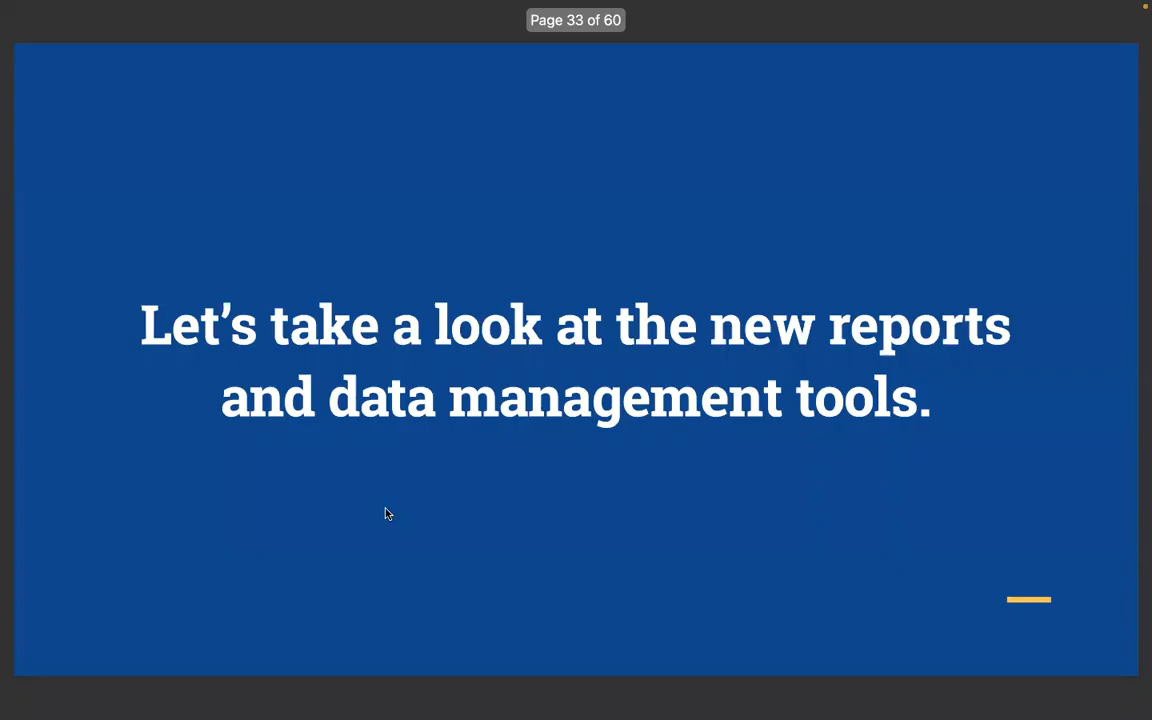 Page 33 of 60
Let’s take a look at the new reports
and data management tools.